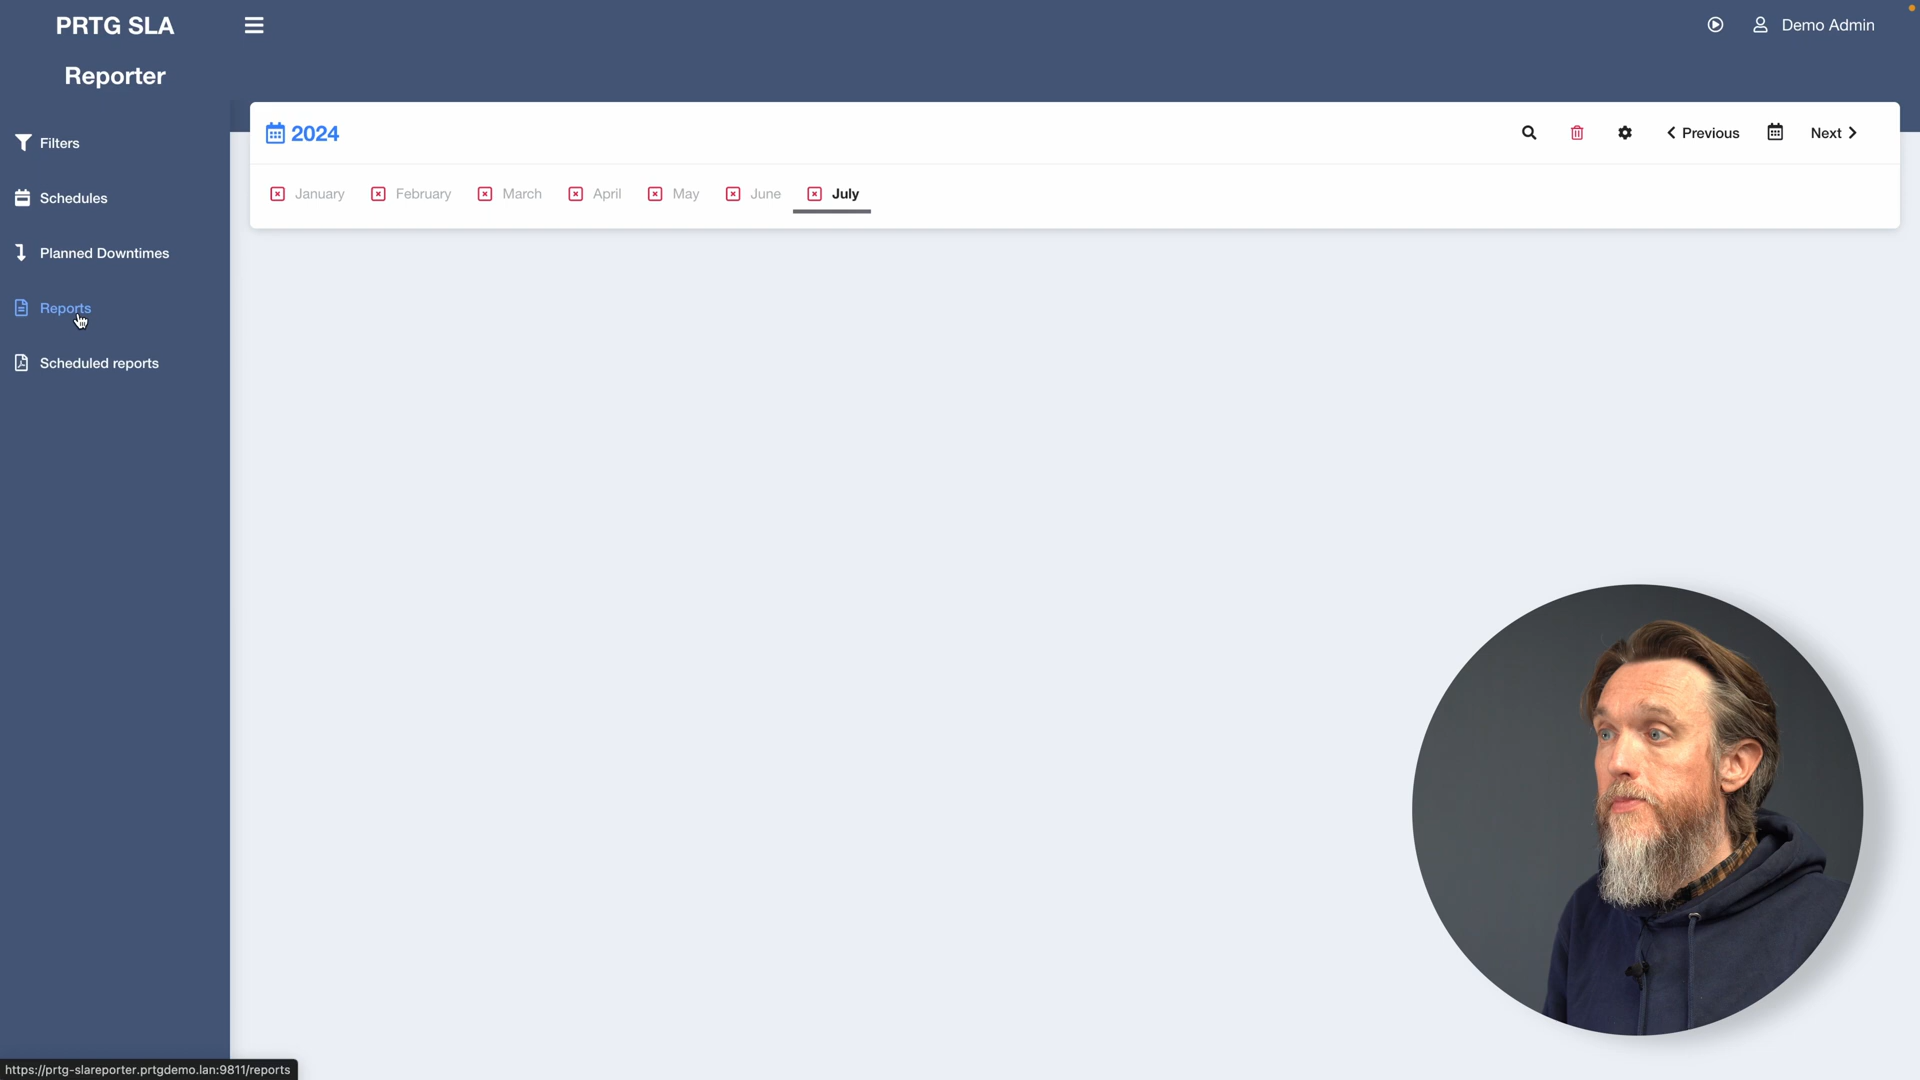 PRTG SLA
Reporter
Demo Admin
Filters
Schedules
Planned Downtimes
Reports
Scheduled reports
2024
Previous
Next
January
February
March
April
May
June
July
https://prtg-slareporter.prtgdemo.lan:9811/reports